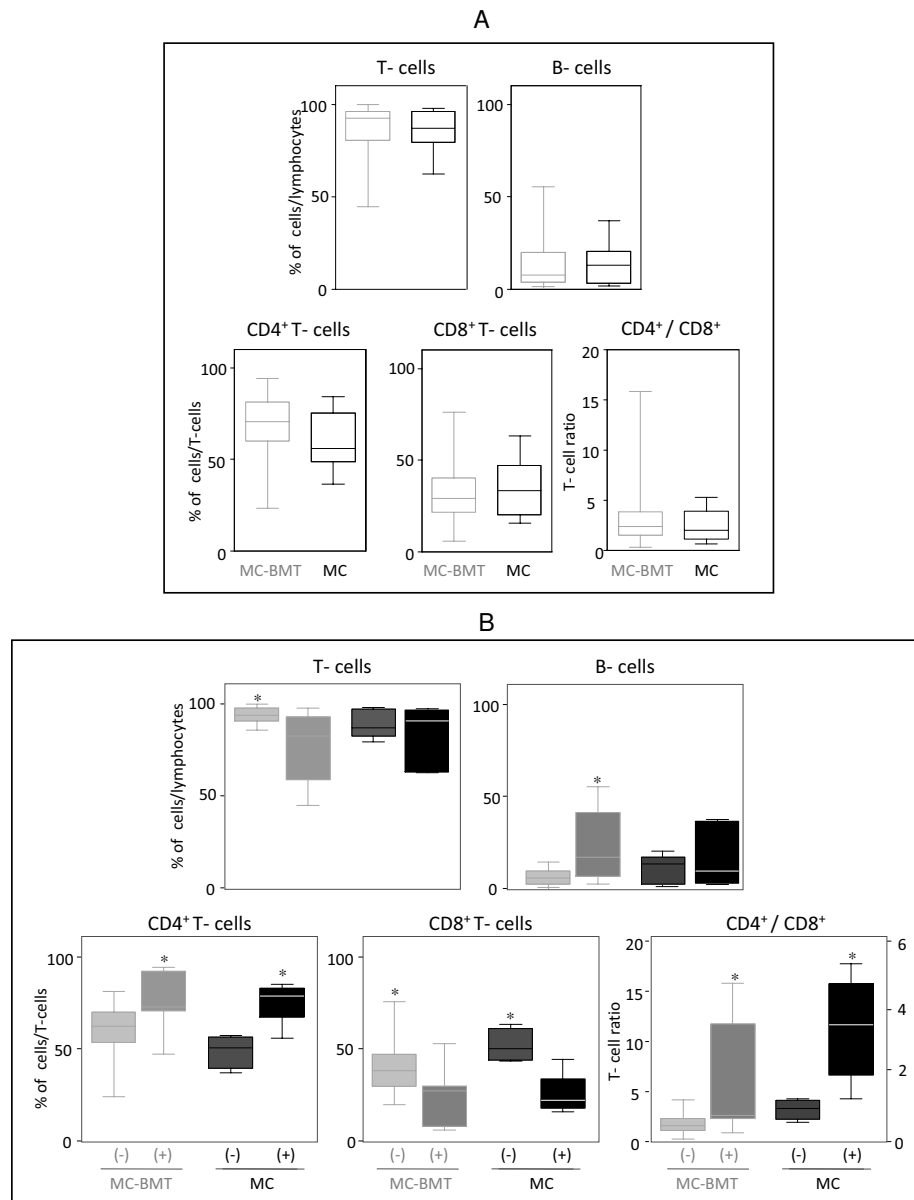 A
T- cells
B- cells
% of cells/lymphocytes
100
50
0
100
50
0
CD4+ T- cells
CD8+ T- cells
CD4+ / CD8+
% of cells/T-cells
100
50
0
100
50
0
T- cell ratio
20
15
10
5
0
MC-BMT MC
MC-BMT MC
MC-BMT MC
B
T- cells
B- cells
% of cells/lymphocytes
100
50
0
*
100
50
0
*
CD4+ T- cells
CD8+ T- cells
CD4+ / CD8+
% of cells/T-cells
100
50
0
* *
100
50
0
* *
T- cell ratio
20
15
10
5
0
* *
6
4
2
0
(-) (+) (-) (+)
MC-BMT MC
(-) (+) (-) (+)
MC-BMT MC
(-) (+) (-) (+)
MC-BMT MC